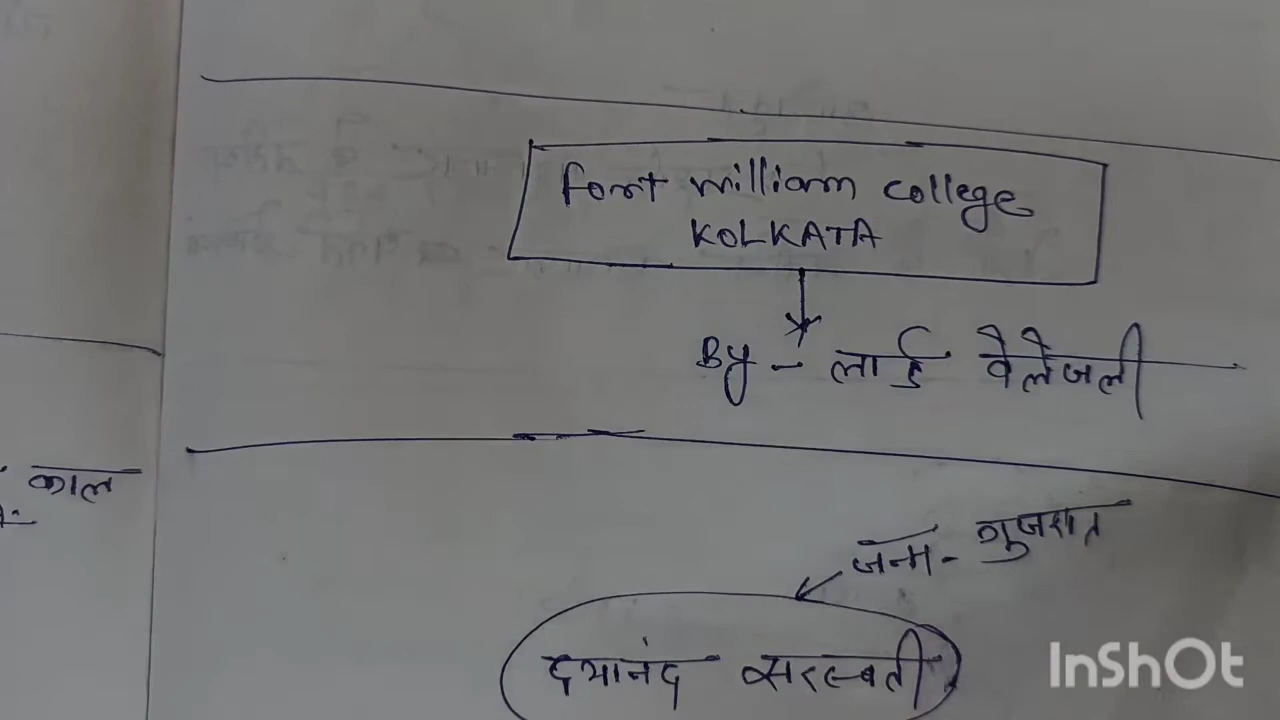 Fort william college
KOLKATA
By - लार्ड वेलेजली
काल
जन्म - गुजरात
दयानंद सरस्वती
InShOt